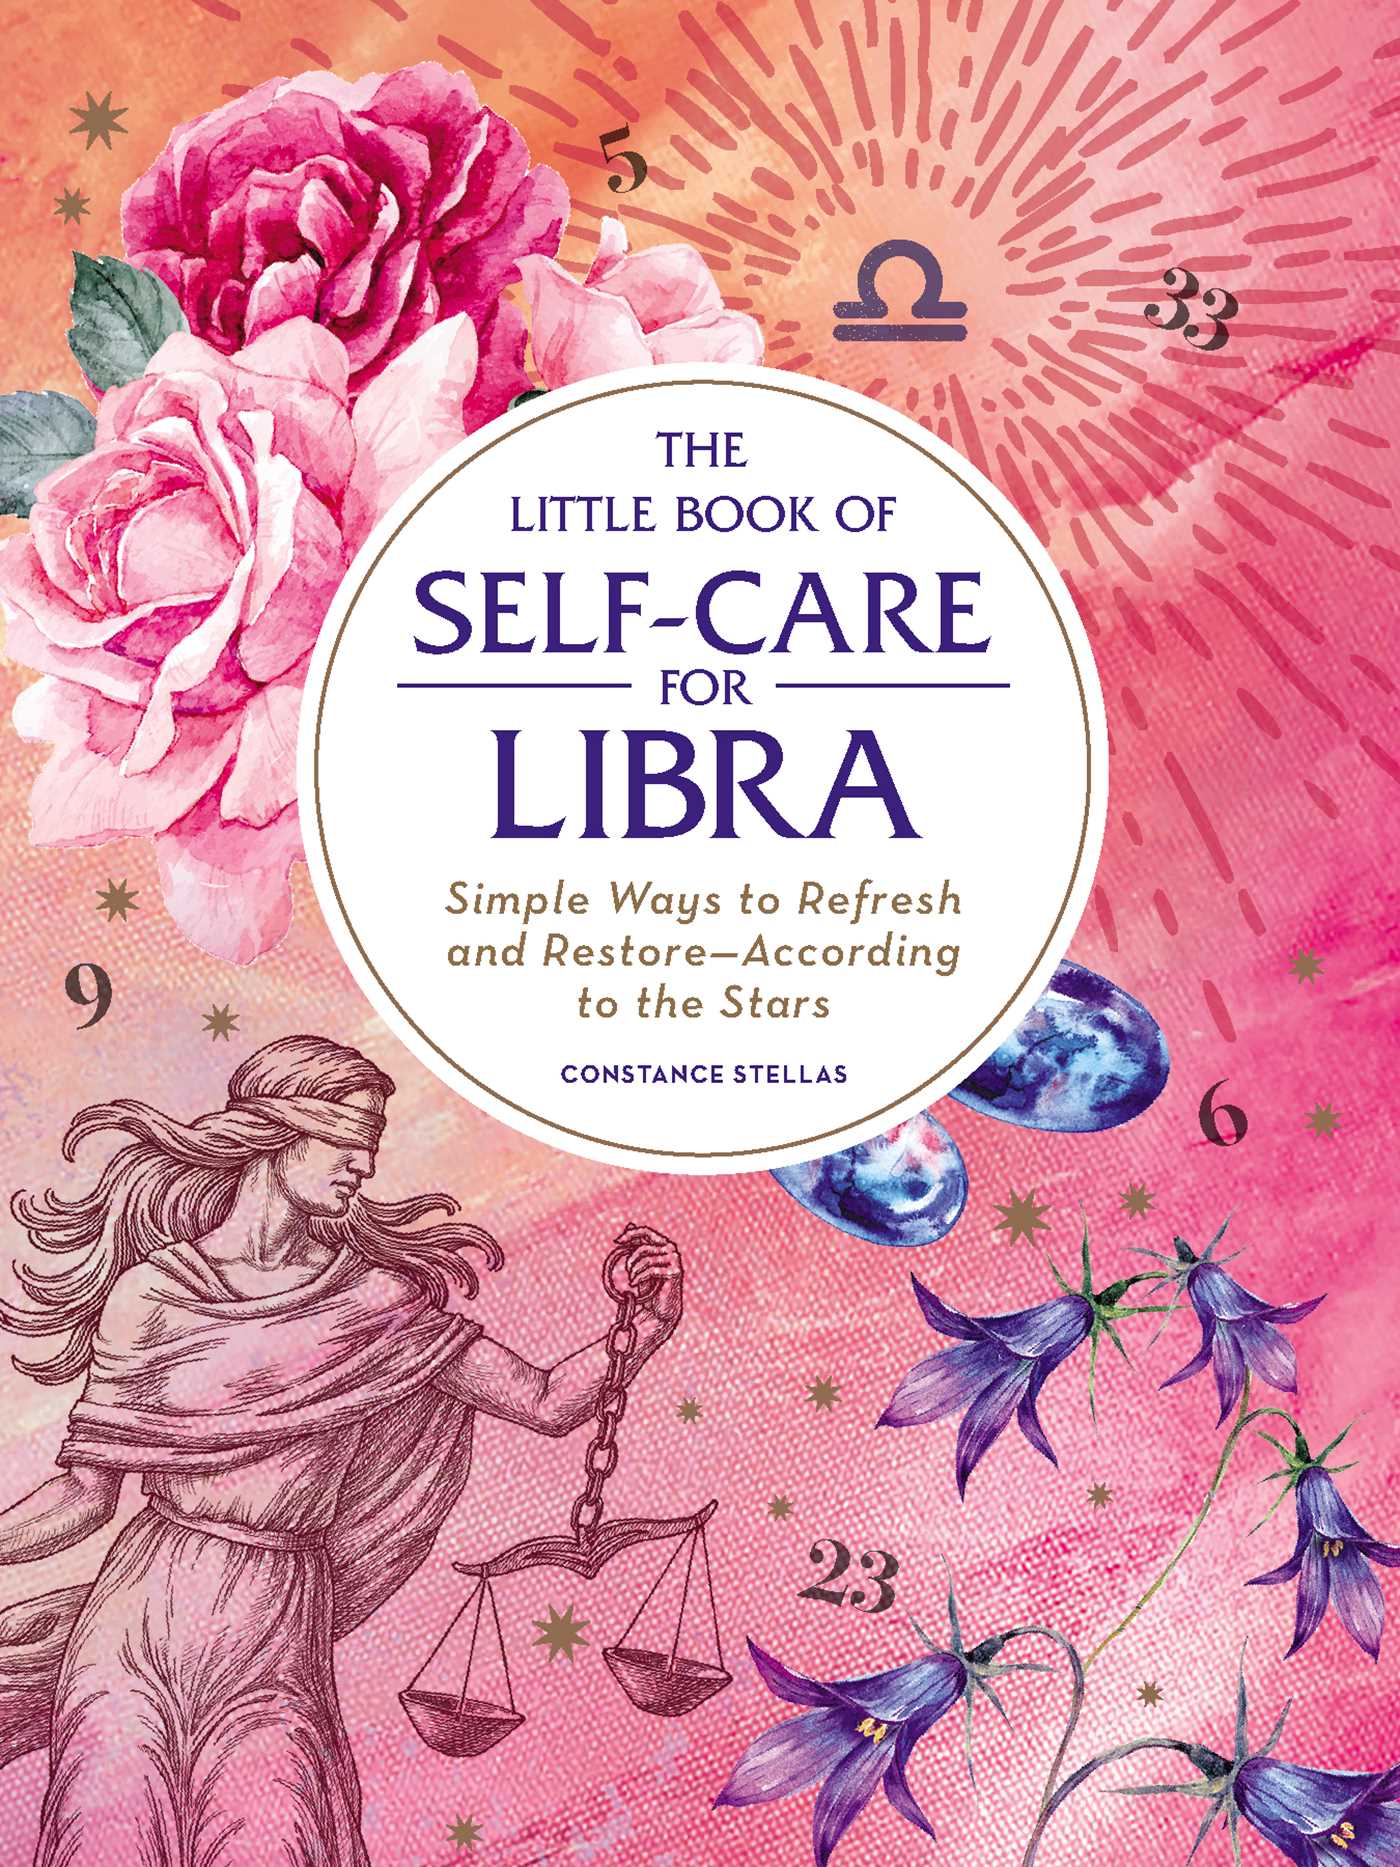 5
33
THE
LITTLE BOOK OF
SELF-CARE
FOR
LIBRA
Simple Ways to Refresh
and Restore—According
to the Stars
CONSTANCE STELLAS
9
6
23